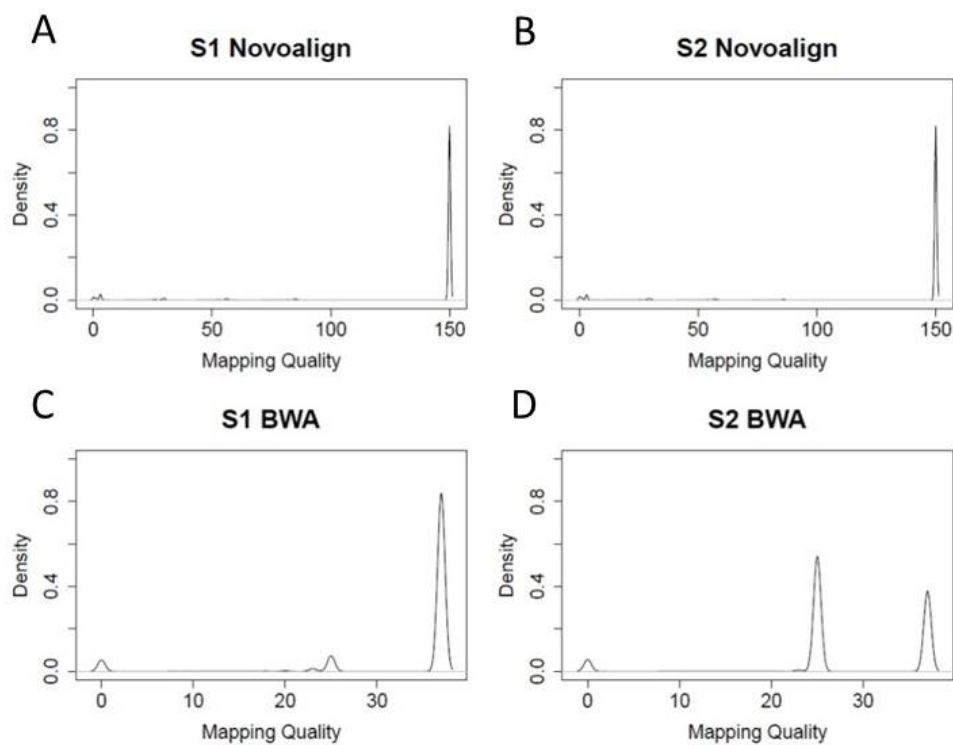 A
S1 Novoalign
Density
0.0 0.4 0.8
0 50 100 150
Mapping Quality
B
S2 Novoalign
Density
0.0 0.4 0.8
0 50 100 150
Mapping Quality
C
S1 BWA
Density
0.0 0.4 0.8
0 10 20 30
Mapping Quality
D
S2 BWA
Density
0.0 0.4 0.8
0 10 20 30
Mapping Quality